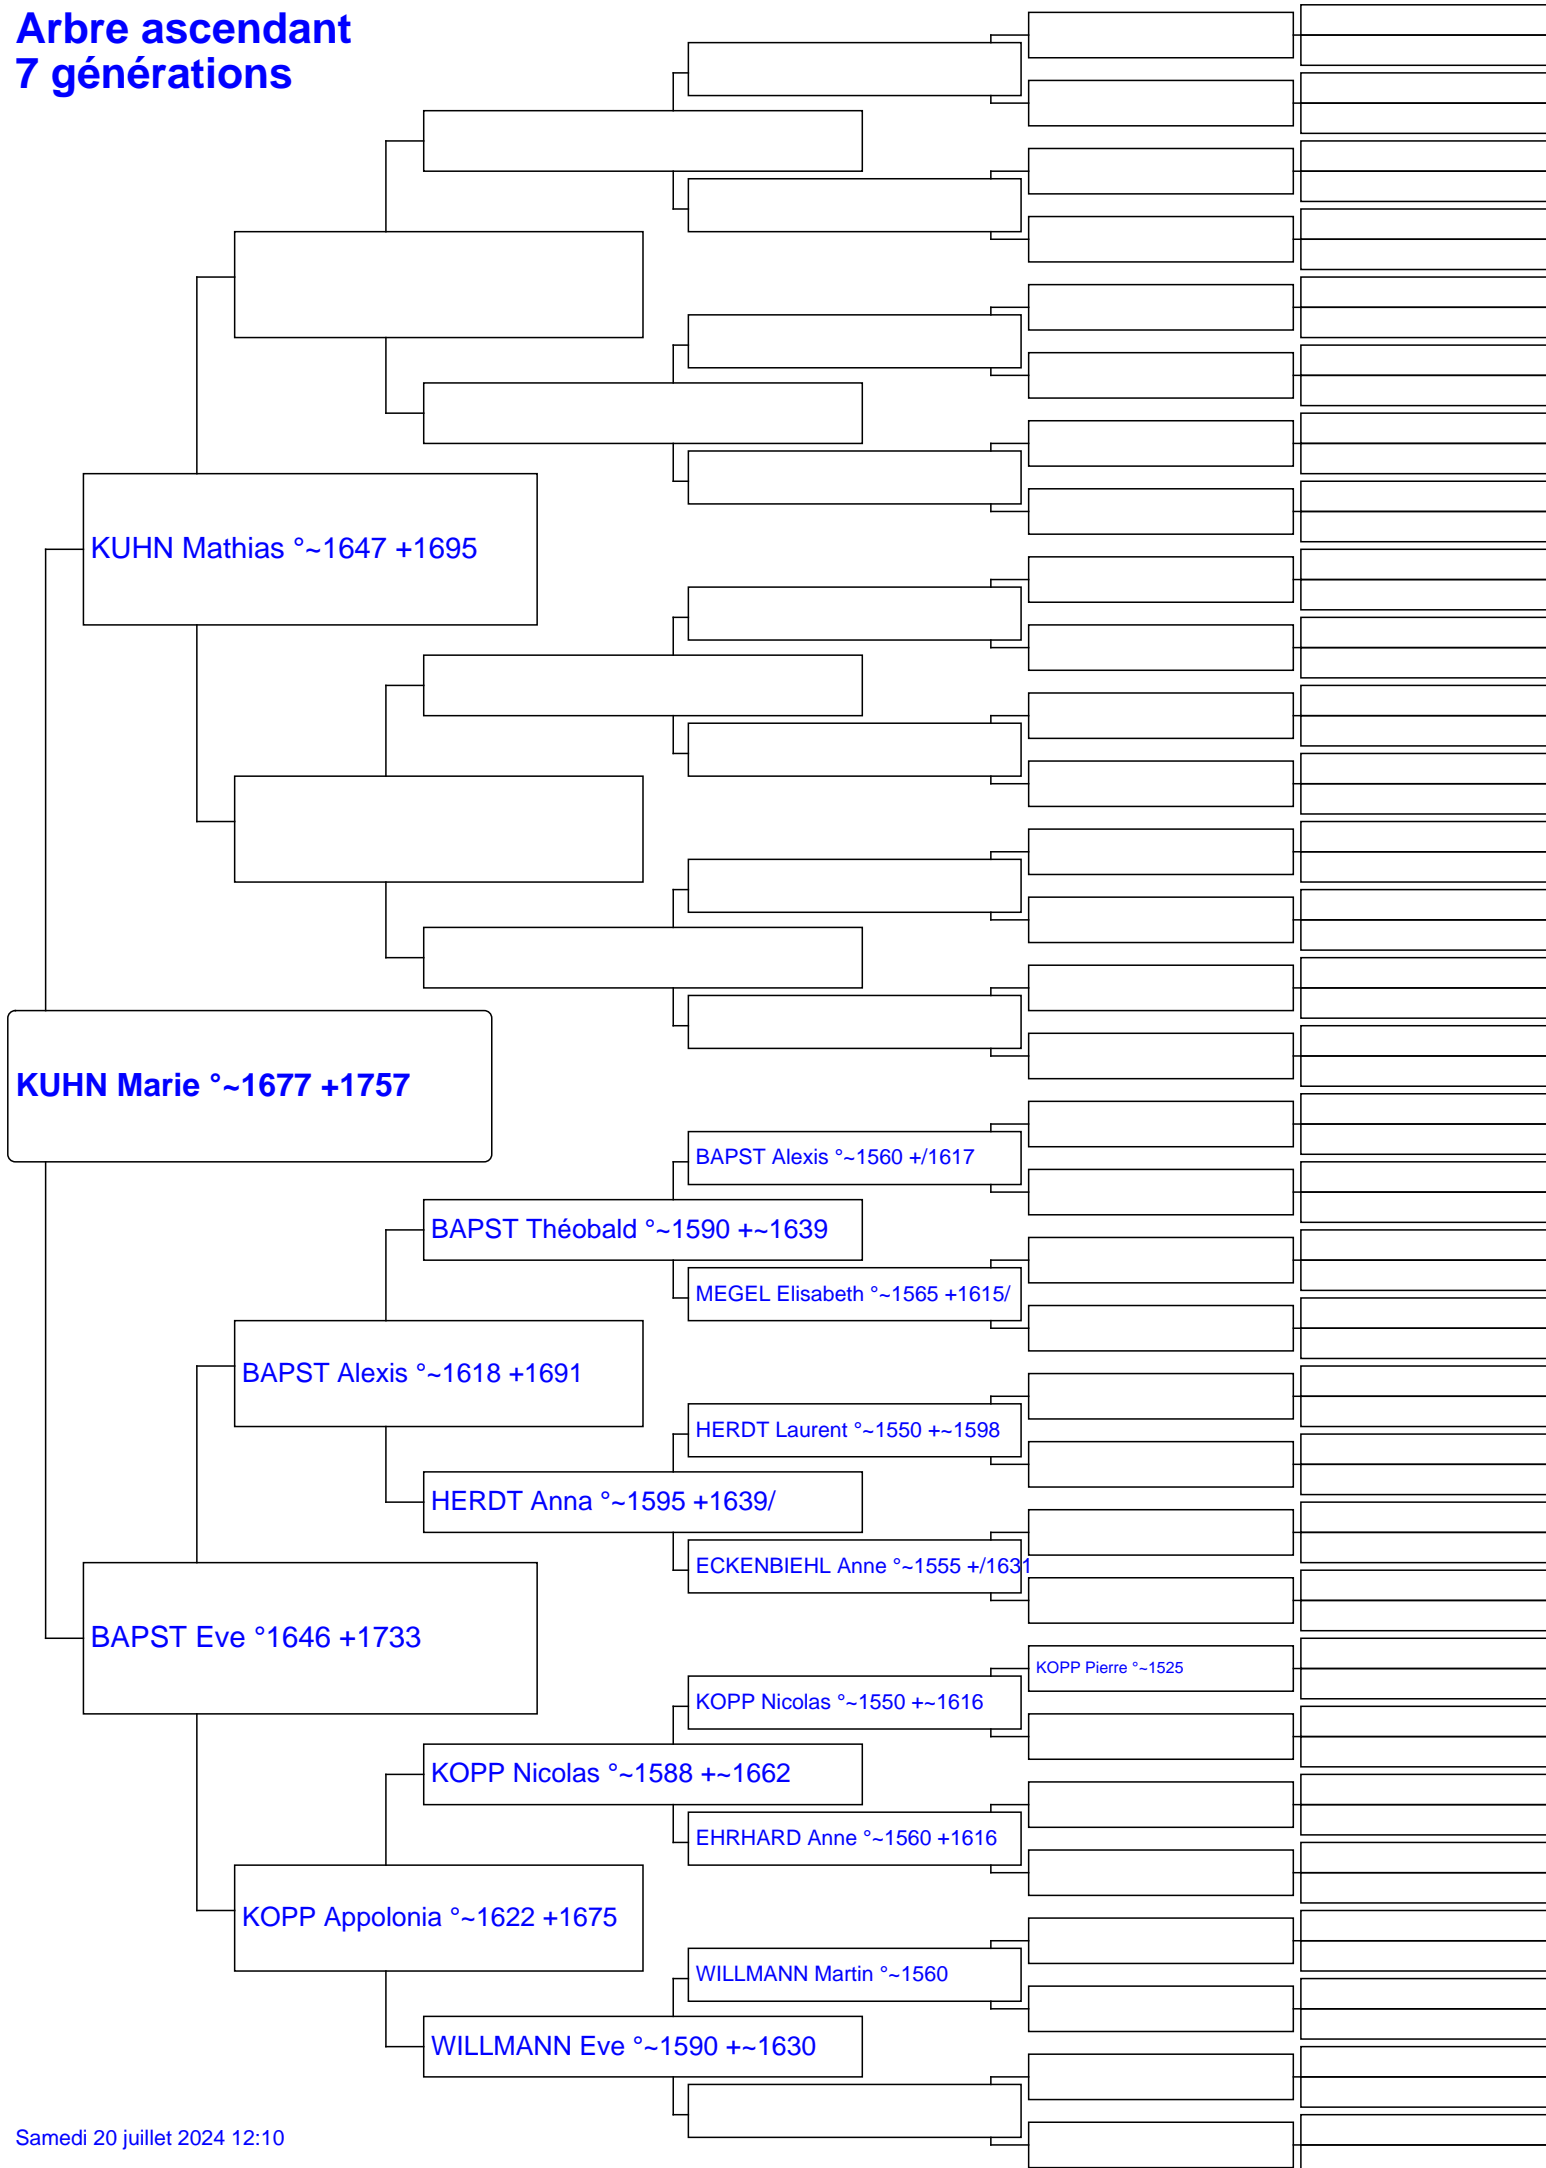 Arbre ascendant
7 générations
KUHN Mathias °~1647 +1695
KUHN Marie °~1677 +1757
BAPST Alexis °~1560 +/1617
BAPST Théobald °~1590 +~1639
MEGEL Elisabeth °~1565 +1615/
BAPST Alexis °~1618 +1691
HERDT Laurent °~1550 +~1598
HERDT Anna °~1595 +1639/
ECKENBIEHL Anne °~1555 +/1631
BAPST Eve °1646 +1733
KOPP Pierre °~1525
KOPP Nicolas °~1550 +~1616
KOPP Nicolas °~1588 +~1662
EHRHARD Anne °~1560 +1616
KOPP Appolonia °~1622 +1675
WILLMANN Martin °~1560
WILLMANN Eve °~1590 +~1630
Samedi 20 juillet 2024 12:10